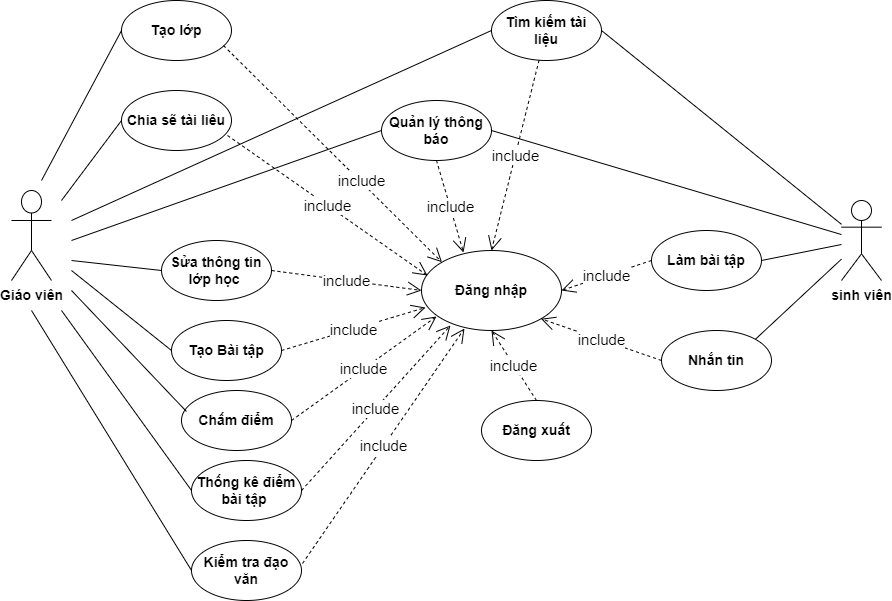 Tạo lớp
Tìm kiếm tài
liệu
Chia sẽ tài liêu
Quản lý thông
báo
include
include
include
include
Giáo viên
sinh viên
Sửa thông tin
lớp học
include
Đăng nhập
include
Làm bài tập
Tạo Bài tập
include
include
Nhắn tin
include
include
Chấm điểm
include
Đăng xuất
Thống kê điểm
bài tập
include
Kiểm tra đạo
văn